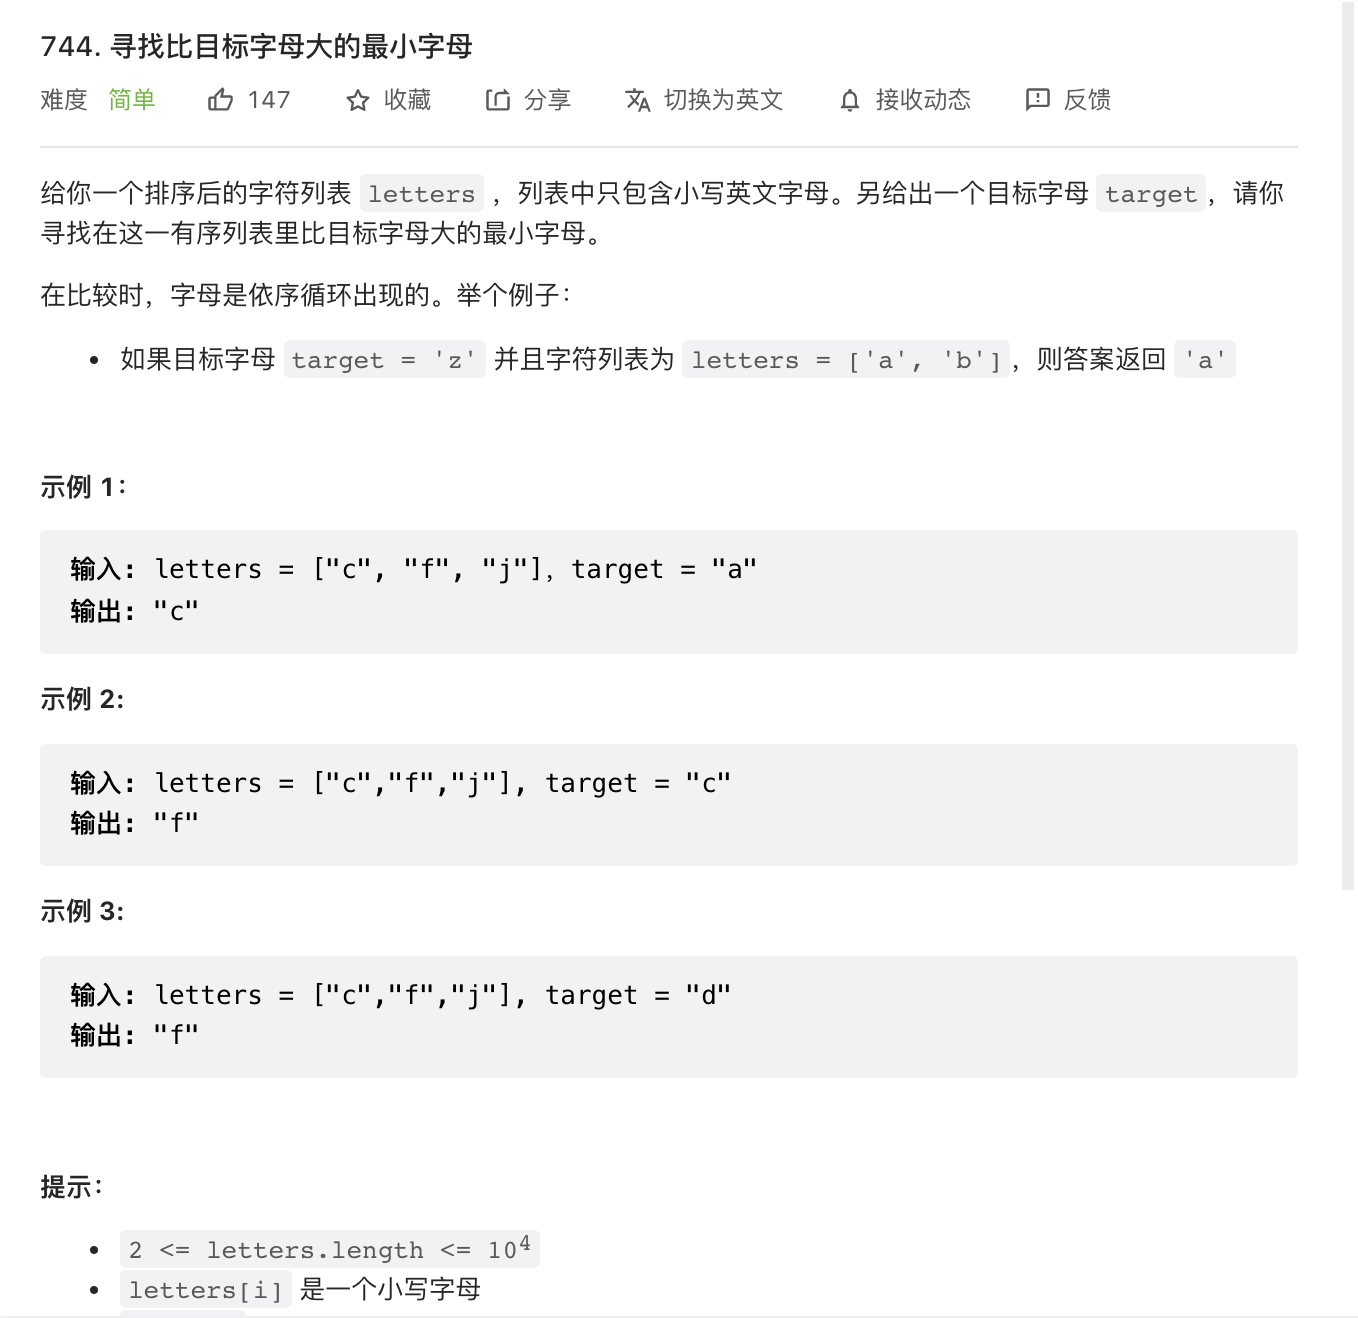 744. 寻找比目标字母大的最小字母
难度 简单 147 收藏 分享 切换为英文 接收动态 反馈
给你一个排序后的字符列表 letters ，列表中只包含小写英文字母。另给出一个目标字母 target，请你
寻找在这一有序列表里比目标字母大的最小字母。
在比较时，字母是依序循环出现的。举个例子：
• 如果目标字母 target = 'z' 并且字符列表为 letters = ['a', 'b']，则答案返回 'a'
示例 1：
输入: letters = ["c", "f", "j"]，target = "a"
输出: "c"
示例 2:
输入: letters = ["c","f","j"], target = "c"
输出: "f"
示例 3:
输入: letters = ["c","f","j"], target = "d"
输出: "f"
提示：
• 2 <= letters.length <= 10⁴
• letters[i] 是一个小写字母